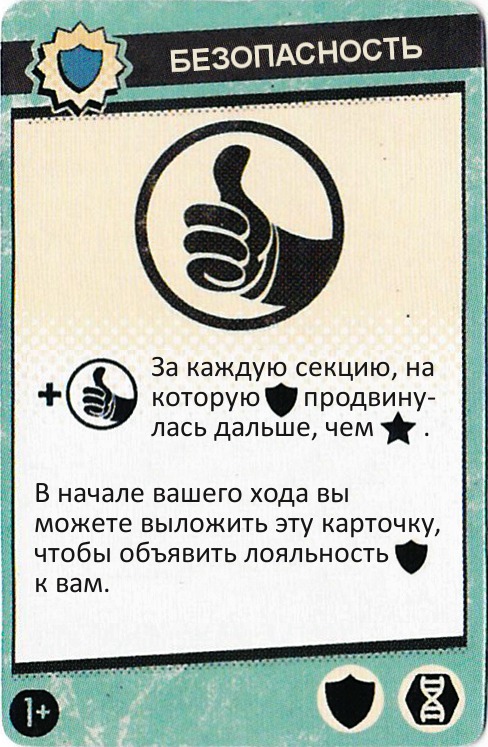 БЕЗОПАСНОСТЬ
За каждую секцию, на
+ которую продвину-
лась дальше, чем .
В начале вашего хода вы
можете выложить эту карточку,
чтобы объявить лояльность
к вам.
1+